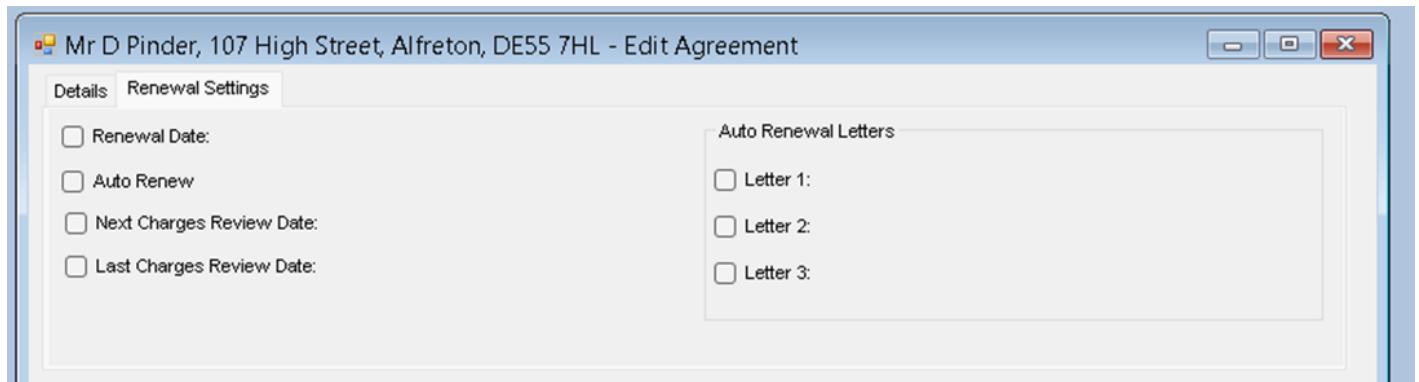 Mr D Pinder, 107 High Street, Alfreton, DE55 7HL - Edit Agreement
Details Renewal Settings
Renewal Date:
Auto Renew
Next Charges Review Date:
Last Charges Review Date:
Auto Renewal Letters
Letter 1:
Letter 2:
Letter 3: